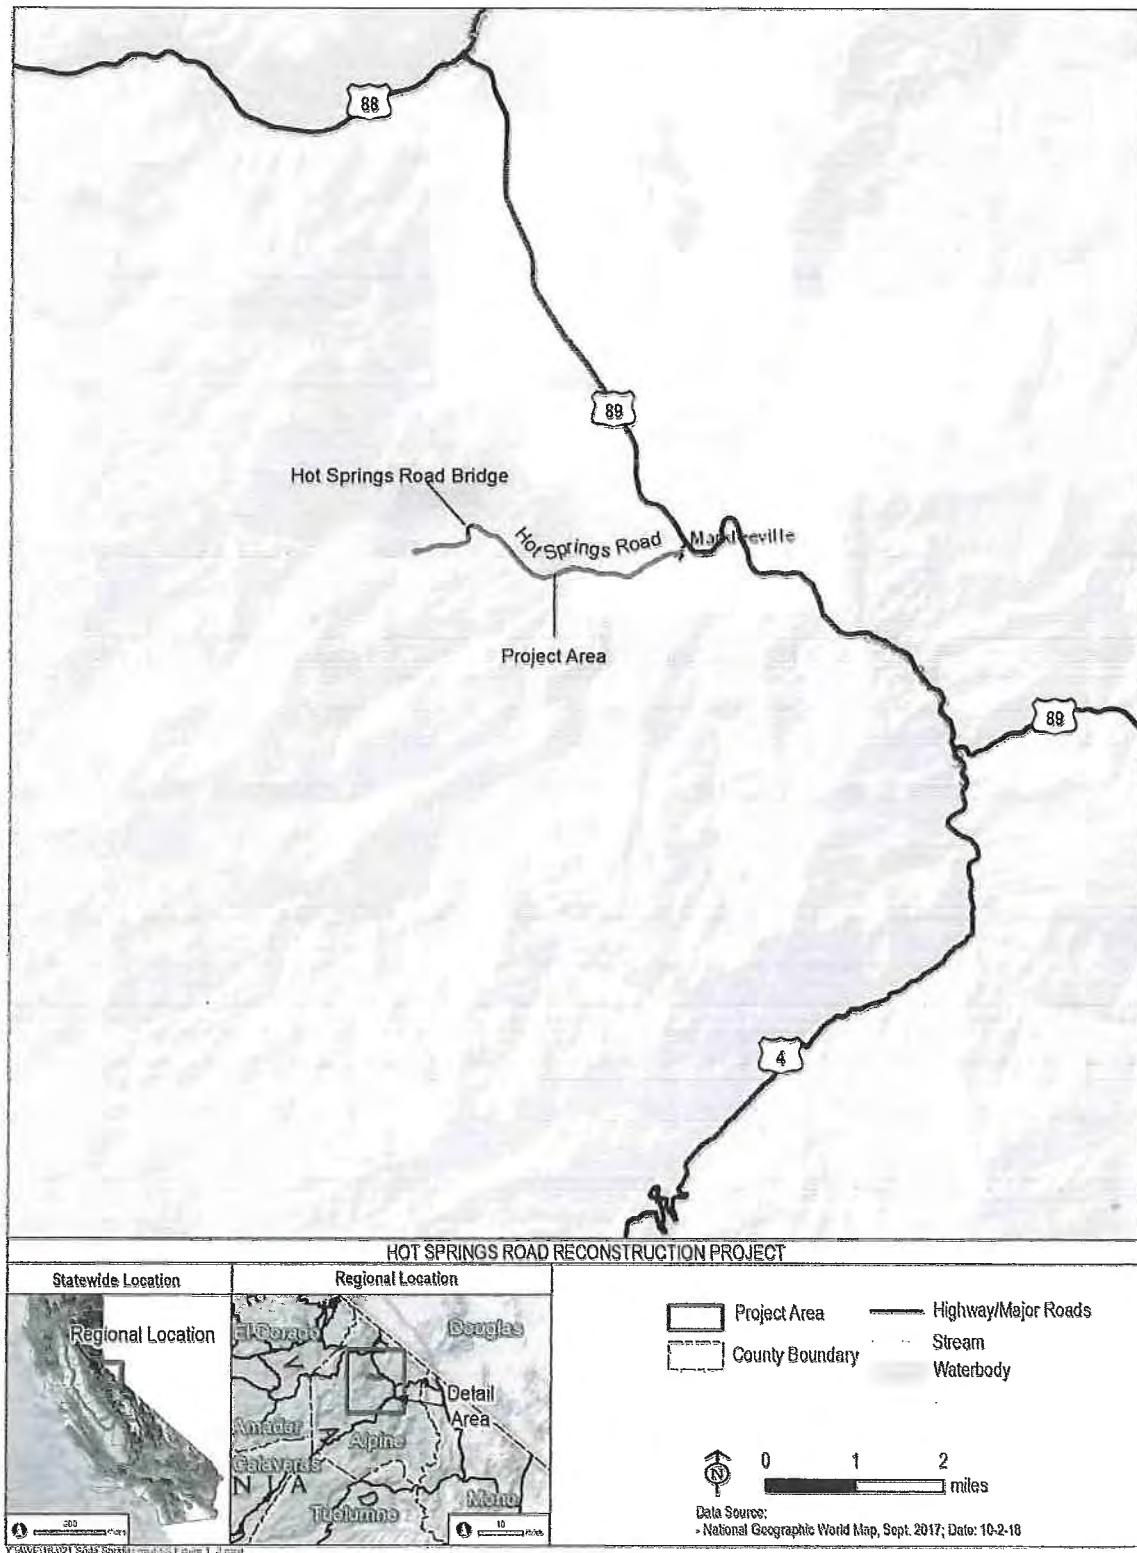 88
89
Hot Springs Road Bridge
Hot Springs Road
Markleeville
Project Area
89
4
HOT SPRINGS ROAD RECONSTRUCTION PROJECT
Statewide Location
Regional Location
Regional Location
El Dorado
Douglas
Detail
Area
Amador
Alpine
Calaveras
N I A
Mono
Tuolumne
200
10
Project Area
Highway/Major Roads
County Boundary
Stream
Waterbody
N
0 1 2
miles
Data Source:
- National Geographic World Map, Sept. 2017; Date: 10-2-18